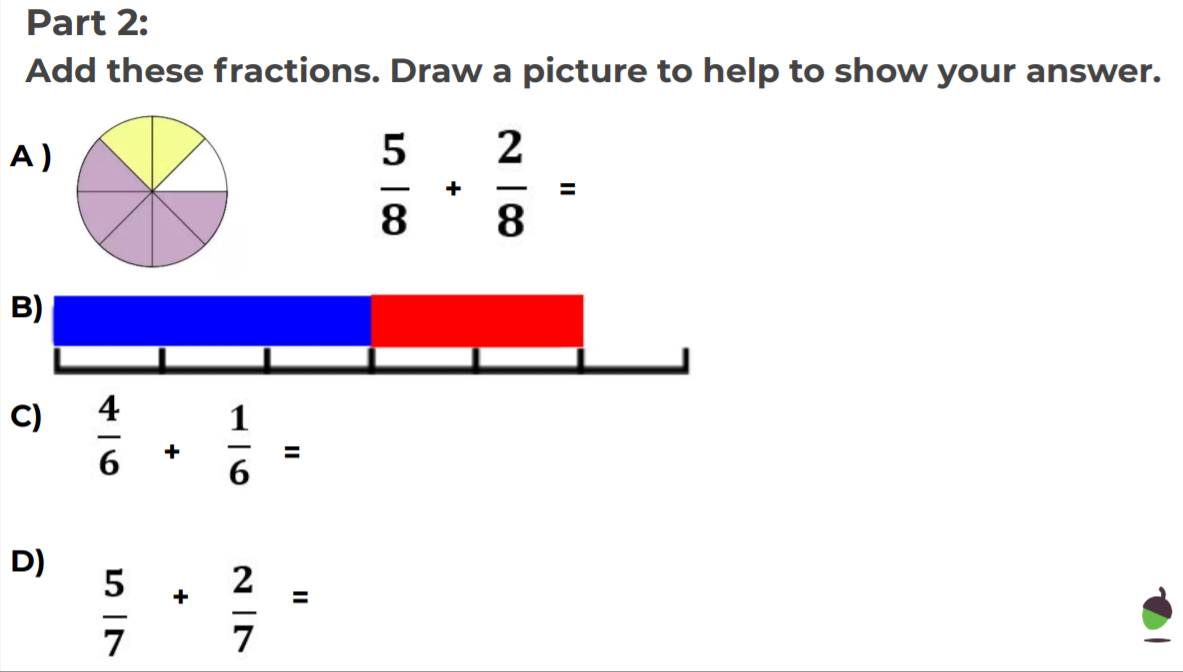 Part 2:
Add these fractions. Draw a picture to help to show your answer.
A )
5/8 + 2/8 =
B)
C) 4/6 + 1/6 =
D) 5/7 + 2/7 =